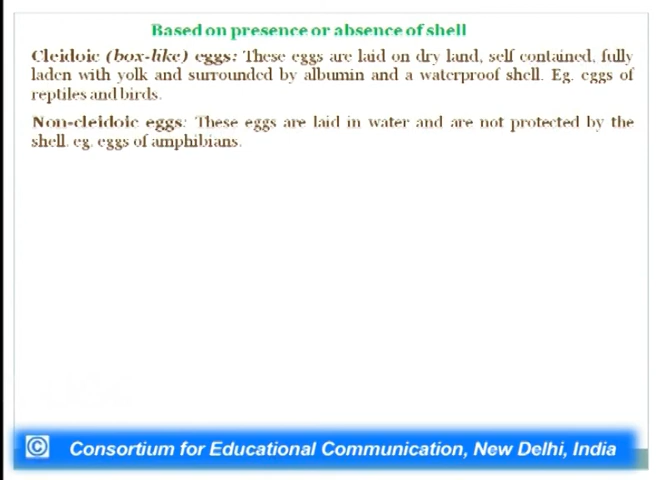 Based on presence or absence of shell
Cleidoic (box-like) eggs: These eggs are laid on dry land, self contained, fully
laden with yolk and surrounded by albumin and a waterproof shell. Eg. eggs of
reptiles and birds.
Non-cleidoic eggs: These eggs are laid in water and are not protected by the
shell. eg. eggs of amphibians.
© Consortium for Educational Communication, New Delhi, India